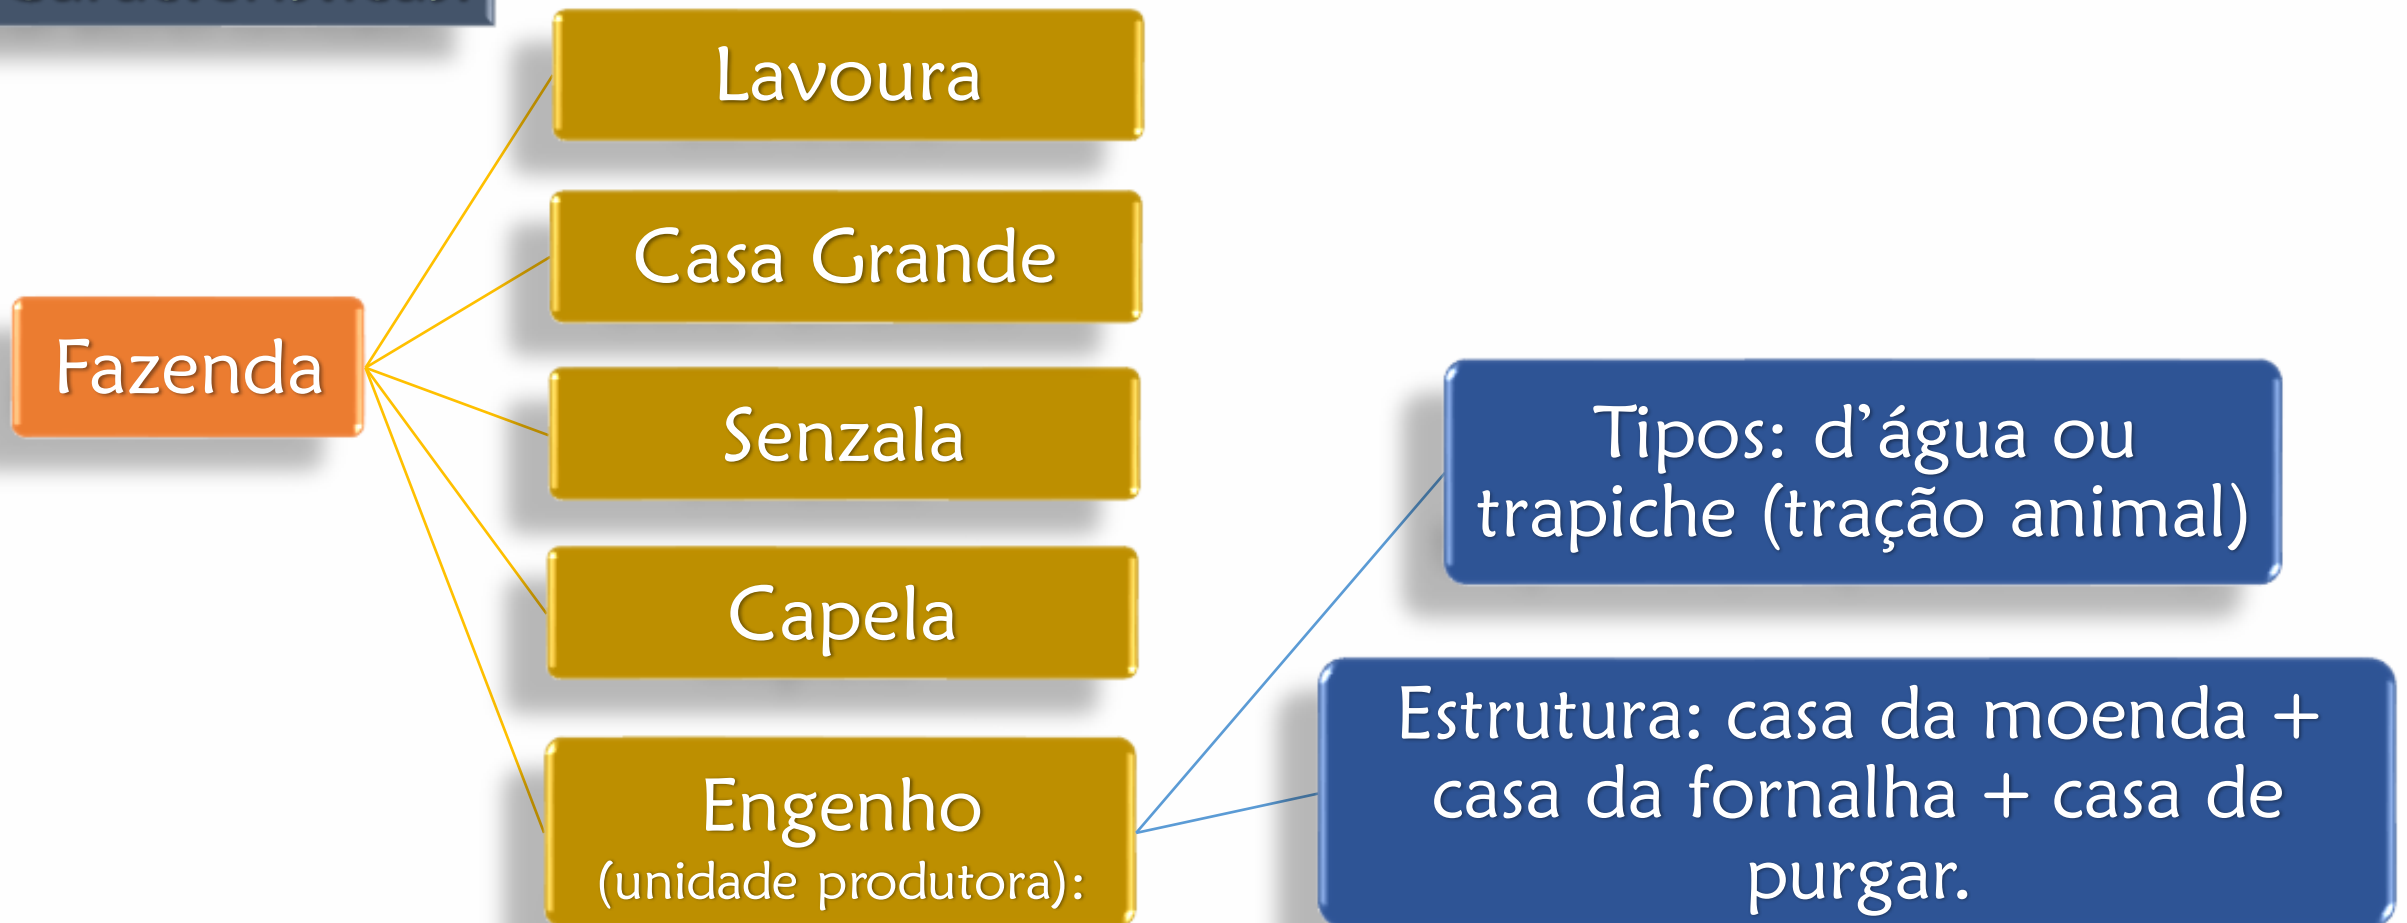 Lavoura
Casa Grande
Fazenda
Senzala
Capela
Engenho
(unidade produtora):
Tipos: d’água ou
trapiche (tração animal)
Estrutura: casa da moenda +
casa da fornalha + casa de
purgar.